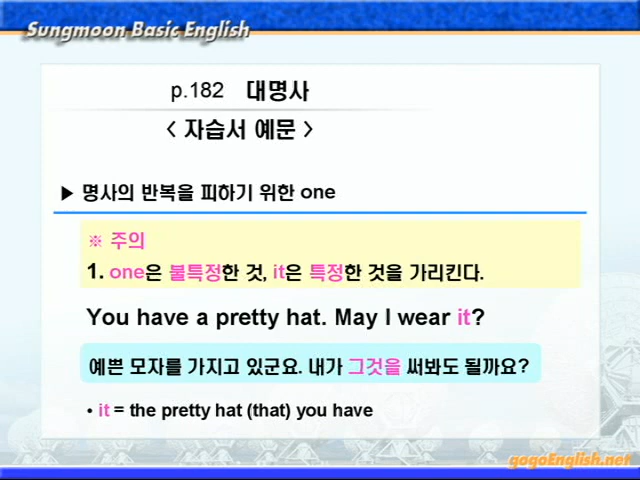 Sungmoon Basic English
p.182 대명사
< 자습서 예문 >
▶ 명사의 반복을 피하기 위한 one
※ 주의
1. one은 불특정한 것, it은 특정한 것을 가리킨다.
You have a pretty hat. May I wear it?
예쁜 모자를 가지고 있군요. 내가 그것을 써봐도 될까요?
• it = the pretty hat (that) you have
gogoEnglish.net